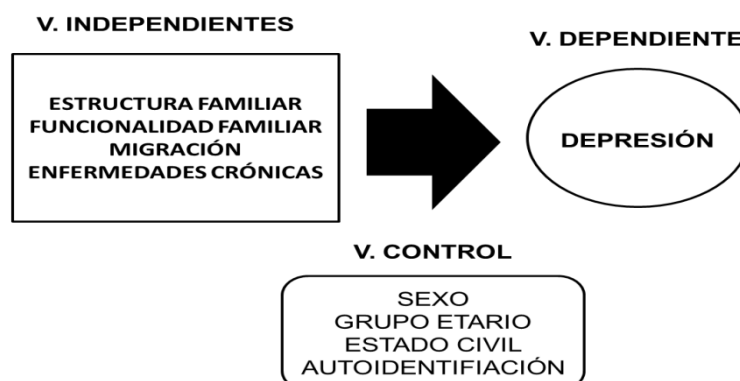 V. INDEPENDIENTES
ESTRUCTURA FAMILIAR
FUNCIONALIDAD FAMILIAR
MIGRACIÓN
ENFERMEDADES CRÓNICAS
V. DEPENDIENTE
DEPRESIÓN
V. CONTROL
SEXO
GRUPO ETARIO
ESTADO CIVIL
AUTOIDENTIFIACIÓN